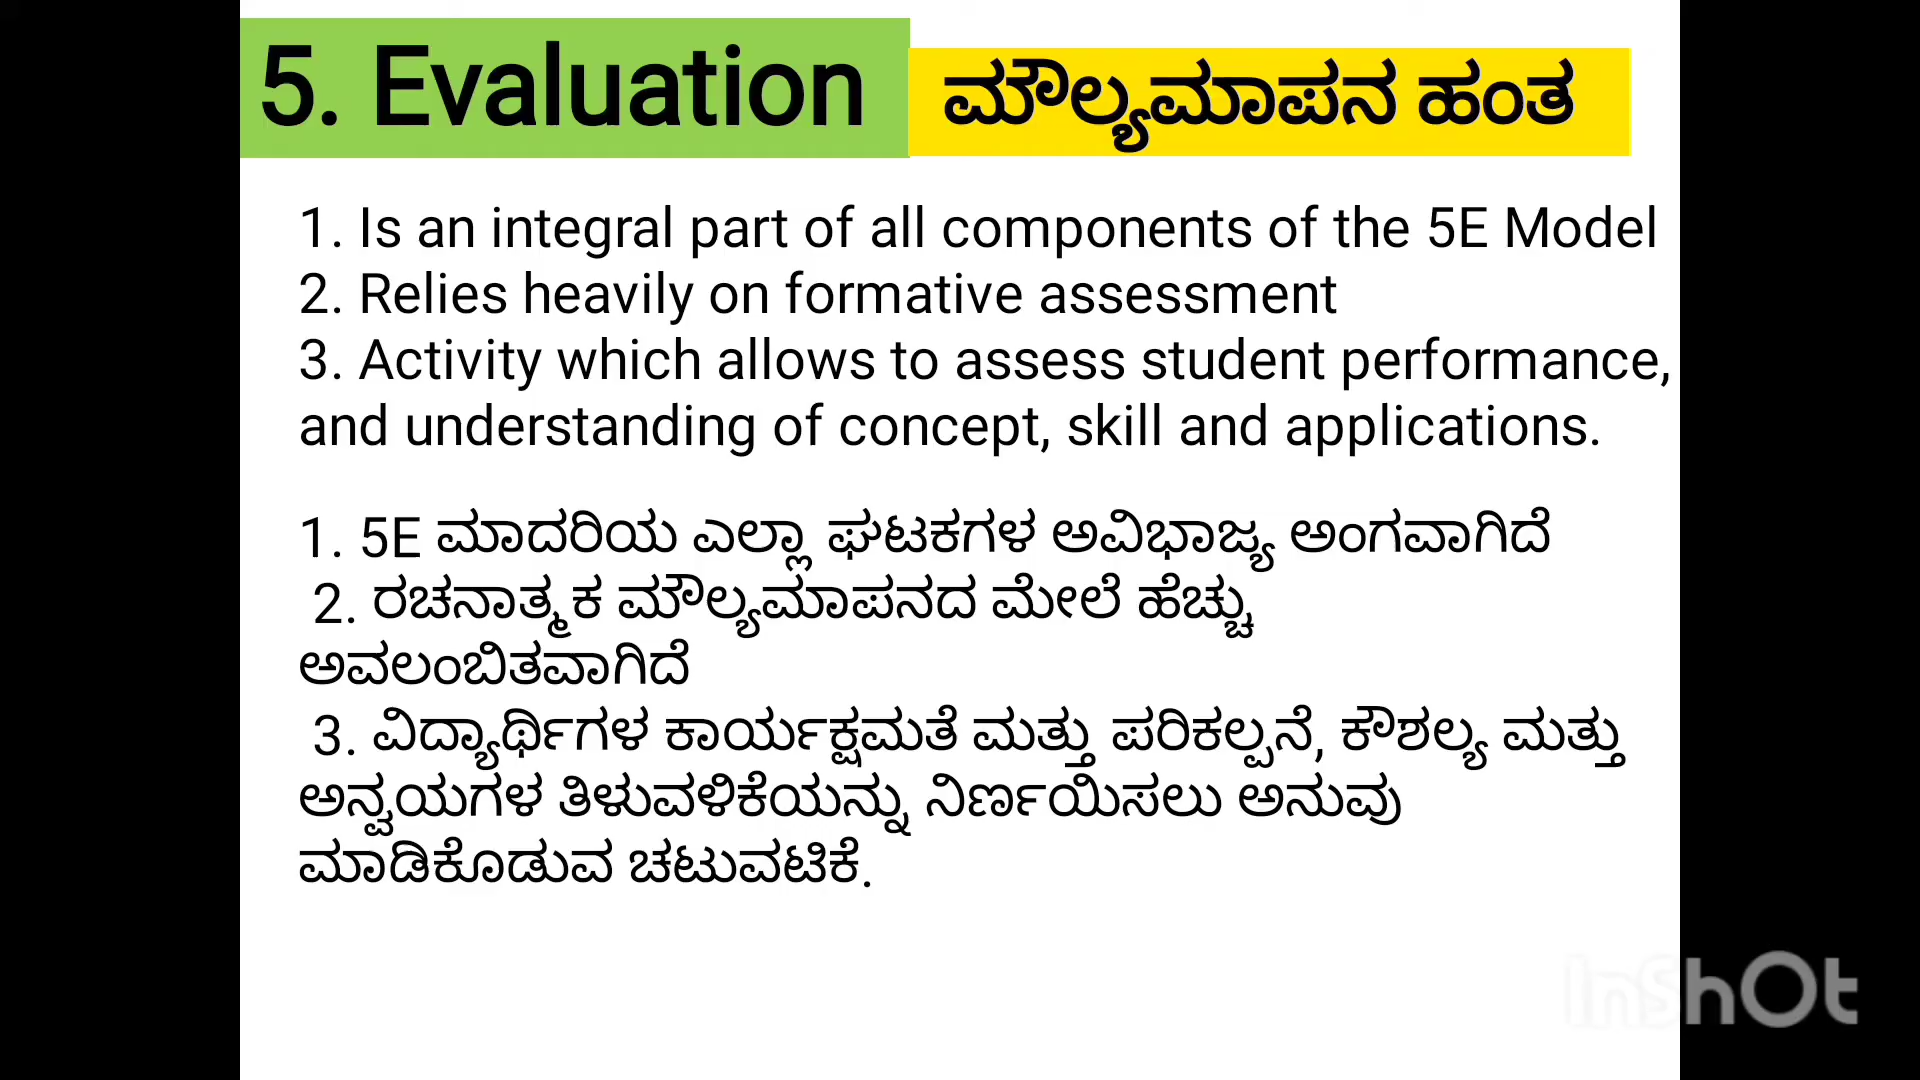 5. Evaluation ಮೌಲ್ಯಮಾಪನ ಹಂತ
1. Is an integral part of all components of the 5E Model
2. Relies heavily on formative assessment
3. Activity which allows to assess student performance,
and understanding of concept, skill and applications.
1. 5E ಮಾದರಿಯ ಎಲ್ಲಾ ಘಟಕಗಳ ಅವಿಭಾಜ್ಯ ಅಂಗವಾಗಿದೆ
2. ರಚನಾತ್ಮಕ ಮೌಲ್ಯಮಾಪನದ ಮೇಲೆ ಹೆಚ್ಚು
ಅವಲಂಬಿತವಾಗಿದೆ
3. ವಿದ್ಯಾರ್ಥಿಗಳ ಕಾರ್ಯಕ್ಷಮತೆ ಮತ್ತು ಪರಿಕಲ್ಪನೆ, ಕೌಶಲ್ಯ ಮತ್ತು
ಅನ್ವಯಗಳ ತಿಳುವಳಿಕೆಯನ್ನು ನಿರ್ಣಯಿಸಲು ಅನುವು
ಮಾಡಿಕೊಡುವ ಚಟುವಟಿಕೆ.
InShOt